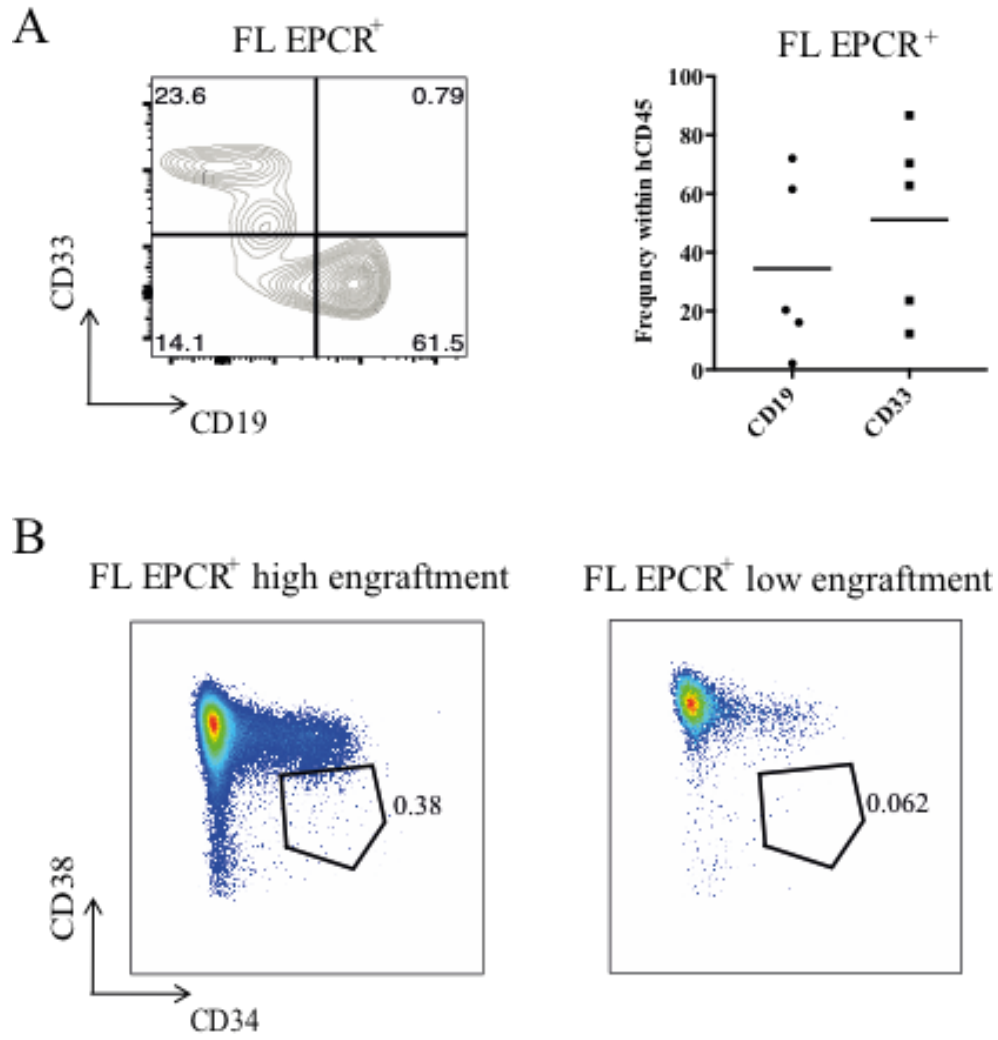 A
FL EPCR+
23.6
0.79
14.1
61.5
CD33
CD19
FL EPCR+
Frequncy within hCD45
100
80
60
40
20
0
CD19
CD33
B
FL EPCR+ high engraftment
0.38
CD38
CD34
FL EPCR+ low engraftment
0.062